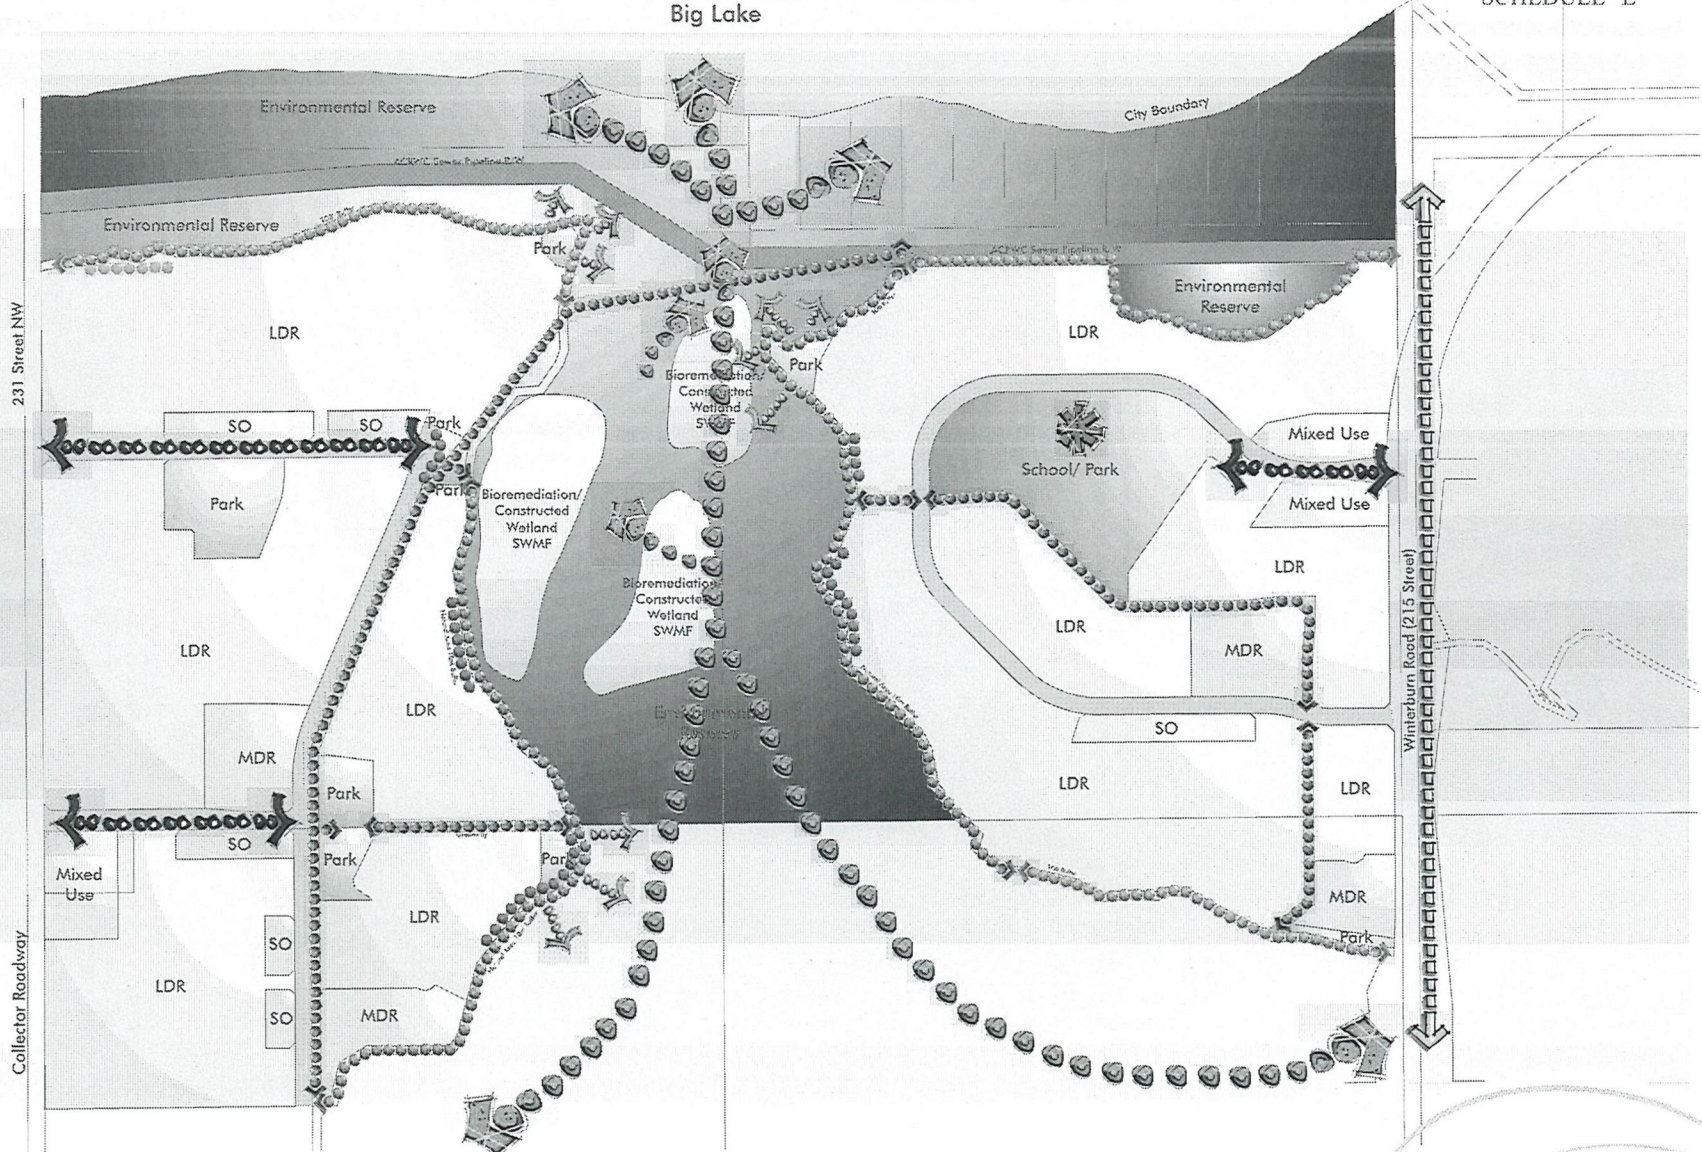 Big Lake
Environmental Reserve
City Boundary
Environmental Reserve
Park
Environmental
Reserve
LDR
LDR
231 Street NW
Park
Bioremediation/
Constructed
Wetland
SWMF
SO
SO
Park
Mixed Use
School/ Park
Park
Park
Bioremediation/
Constructed
Wetland
SWMF
Mixed Use
LDR
Bioremediation/
Constructed
Wetland
SWMF
LDR
LDR
MDR
Winterburn Road (215 Street)
LDR
Environmental
Reserve
SO
MDR
Park
LDR
LDR
SO
Park
Park
Mixed
Use
LDR
MDR
SO
Park
LDR
SO
MDR
Collector Roadway